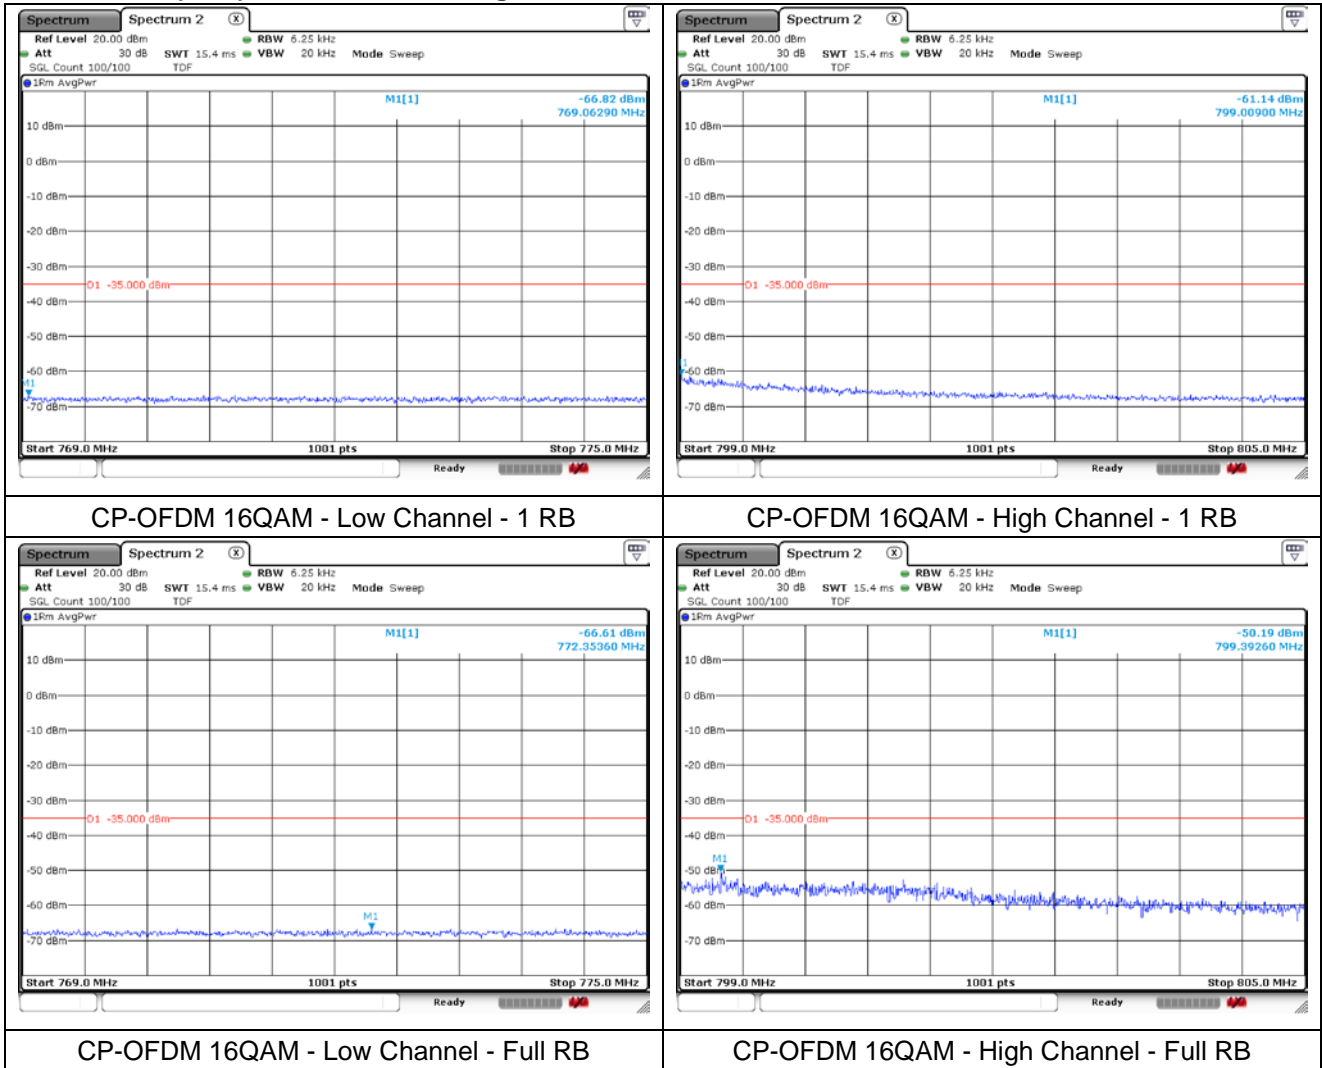 Spectrum Spectrum 2 X
Ref Level 20.00 dBm RBW 6.25 kHz
Att 30 dB SWT 15.4 ms VBW 20 kHz Mode Sweep
SGL Count 100/100 TDF
1Rm AvgPwr
M1[1] -66.82 dBm
769.06290 MHz
10 dBm
0 dBm
-10 dBm
-20 dBm
-30 dBm
D1 -35.000 dBm
-40 dBm
-50 dBm
-60 dBm
M1
-70 dBm
Start 769.0 MHz 1001 pts Stop 775.0 MHz
Ready
CP-OFDM 16QAM - Low Channel - 1 RB
Spectrum Spectrum 2 X
Ref Level 20.00 dBm RBW 6.25 kHz
Att 30 dB SWT 15.4 ms VBW 20 kHz Mode Sweep
SGL Count 100/100 TDF
1Rm AvgPwr
M1[1] -61.14 dBm
799.00900 MHz
10 dBm
0 dBm
-10 dBm
-20 dBm
-30 dBm
D1 -35.000 dBm
-40 dBm
-50 dBm
-60 dBm
-70 dBm
Start 799.0 MHz 1001 pts Stop 805.0 MHz
Ready
CP-OFDM 16QAM - High Channel - 1 RB
Spectrum Spectrum 2 X
Ref Level 20.00 dBm RBW 6.25 kHz
Att 30 dB SWT 15.4 ms VBW 20 kHz Mode Sweep
SGL Count 100/100 TDF
1Rm AvgPwr
M1[1] -66.61 dBm
772.35360 MHz
10 dBm
0 dBm
-10 dBm
-20 dBm
-30 dBm
D1 -35.000 dBm
-40 dBm
-50 dBm
-60 dBm
M1
-70 dBm
Start 769.0 MHz 1001 pts Stop 775.0 MHz
Ready
CP-OFDM 16QAM - Low Channel - Full RB
Spectrum Spectrum 2 X
Ref Level 20.00 dBm RBW 6.25 kHz
Att 30 dB SWT 15.4 ms VBW 20 kHz Mode Sweep
SGL Count 100/100 TDF
1Rm AvgPwr
M1[1] -50.19 dBm
799.39260 MHz
10 dBm
0 dBm
-10 dBm
-20 dBm
-30 dBm
D1 -35.000 dBm
-40 dBm
M1
-50 dBm
-60 dBm
-70 dBm
Start 799.0 MHz 1001 pts Stop 805.0 MHz
Ready
CP-OFDM 16QAM - High Channel - Full RB